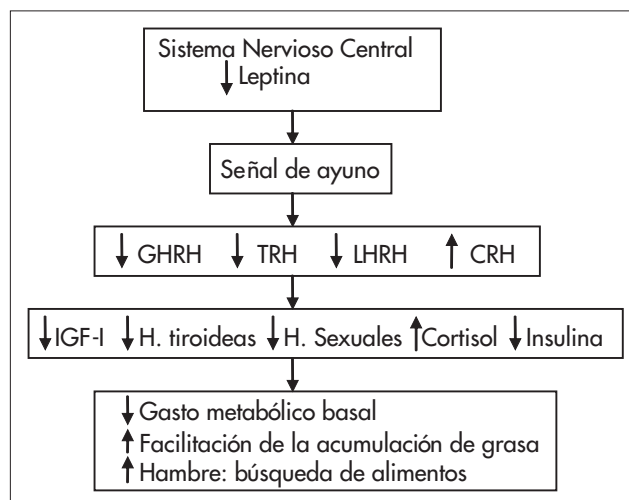 Sistema Nervioso Central
↓ Leptina
Señal de ayuno
↓ GHRH ↓ TRH ↓ LHRH ↑ CRH
↓IGF-I ↓ H. tiroideas ↓ H. Sexuales ↑Cortisol ↓ Insulina
↓ Gasto metabólico basal
↑ Facilitación de la acumulación de grasa
↑ Hambre: búsqueda de alimentos